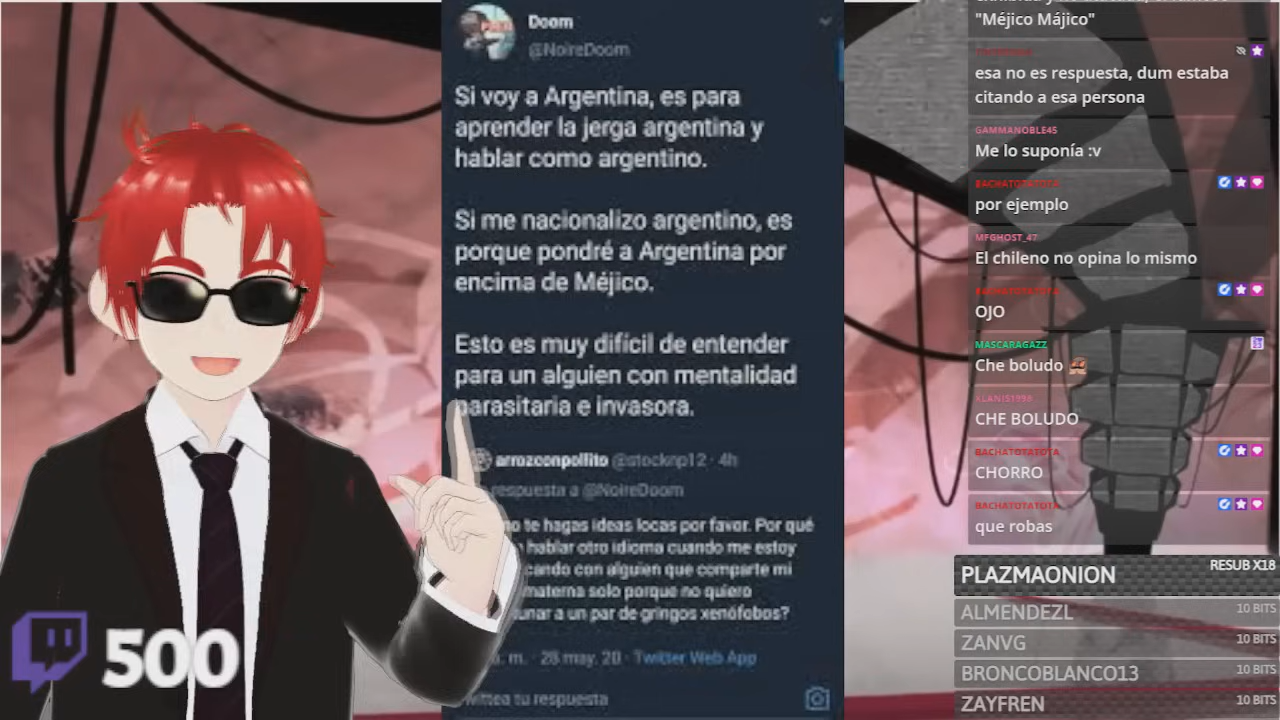 Doom
@NoireDoom
Si voy a Argentina, es para
aprender la jerga argentina y
hablar como argentino.
Si me nacionalizo argentino, es
porque pondré a Argentina por
encima de Méjico.
Esto es muy difícil de entender
para un alguien con mentalidad
parasitaria e invasora.
arrozconpollito @stocknp12 · 4h
respuesta a @NoireDoom
te hagas ideas locas por favor. Por qué
hablar otro idioma cuando me estoy
con alguien que comparte mi
materna solo porque no quiero
a un par de gringos xenófobos?
m. · 28 may. 20 · Twitter Web App
tu respuesta
"Méjico Májico"
esa no es respuesta, dum estaba
citando a esa persona
GAMMANOBLE45
Me lo suponía :v
BACHATOTATOTA
por ejemplo
MFGHOST_47
El chileno no opina lo mismo
BACHATOTATOTA
OJO
MASCARAGAZZ
Che boludo
XLANIS1998
CHE BOLUDO
BACHATOTATOTA
CHORRO
BACHATOTATOTA
que robas
PLAZMAONION RESUB X18
ALMENDEZL 10 BITS
ZANVG 10 BITS
BRONCOBLANCO13 10 BITS
ZAYFREN 10 BITS
500